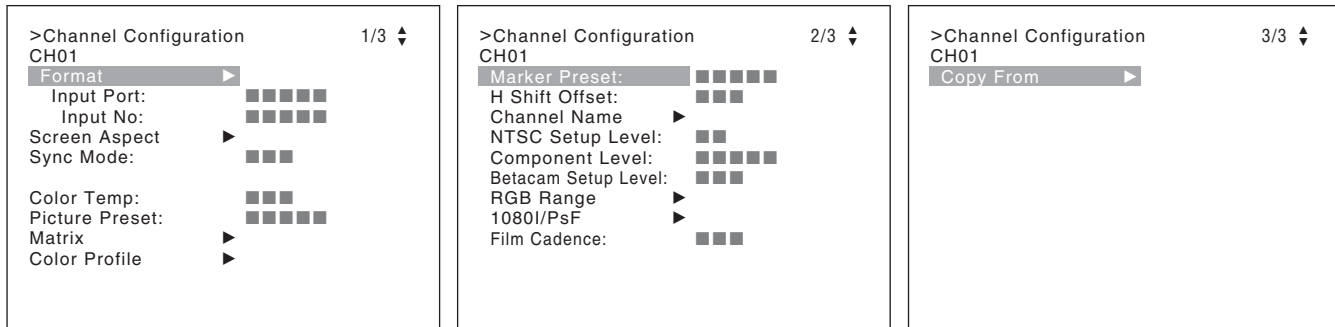 >Channel Configuration 1/3
CH01
Format
Input Port:
Input No:
Screen Aspect
Sync Mode:
Color Temp:
Picture Preset:
Matrix
Color Profile
>Channel Configuration 2/3
CH01
Marker Preset:
H Shift Offset:
Channel Name
NTSC Setup Level:
Component Level:
Betacam Setup Level:
RGB Range
1080I/PsF
Film Cadence:
>Channel Configuration 3/3
CH01
Copy From